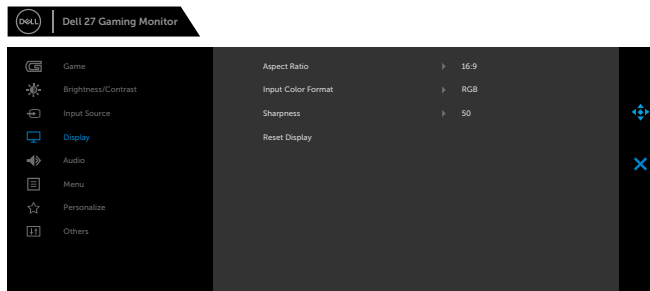 DELL
Dell 27 Gaming Monitor
Game
Aspect Ratio 16:9
Brightness/Contrast
Input Color Format RGB
Input Source
Sharpness 50
Display
Reset Display
Audio
Menu
Personalize
Others